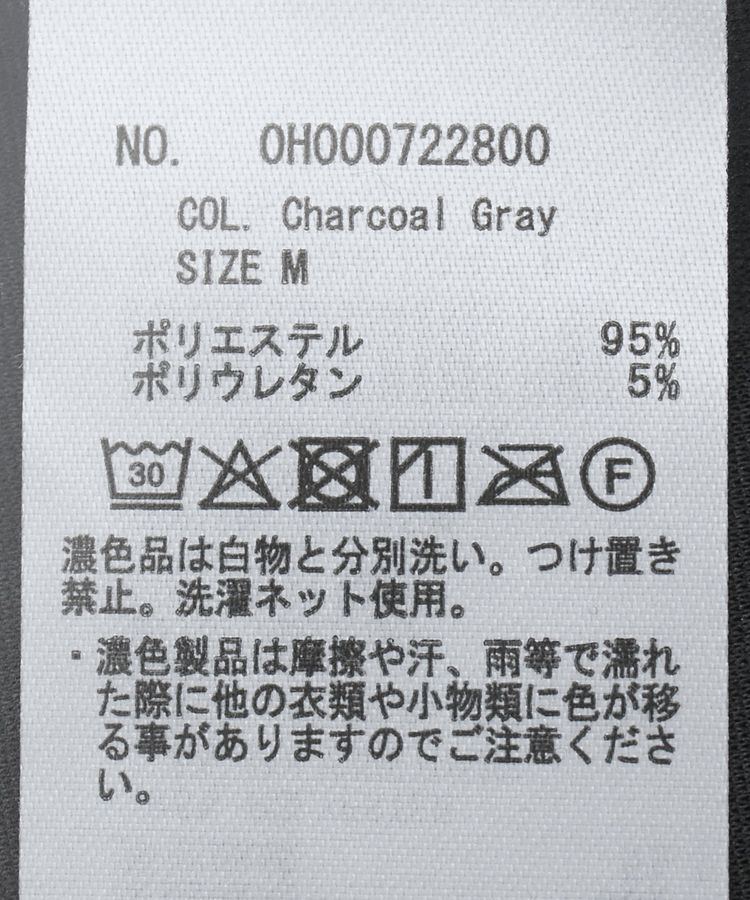 NO. 0H000722800
COL. Charcoal Gray
SIZE M
ポリエステル 95%
ポリウレタン 5%
30 F
濃色品は白物と分別洗い。つけ置き
禁止。洗濯ネット使用。
・濃色製品は摩擦や汗、雨等で濡れ
た際に他の衣類や小物類に色が移
る事がありますのでご注意くださ
い。